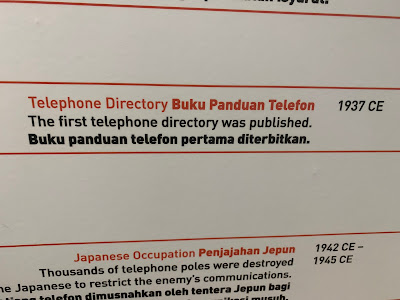 Telephone Directory Buku Panduan Telefon 1937 CE
The first telephone directory was published.
Buku panduan telefon pertama diterbitkan.
Japanese Occupation Penjajahan Jepun 1942 CE –
Thousands of telephone poles were destroyed 1945 CE
the Japanese to restrict the enemy's communications.
tiang telefon dimusnahkan oleh tentera Jepun bagi
musuh.